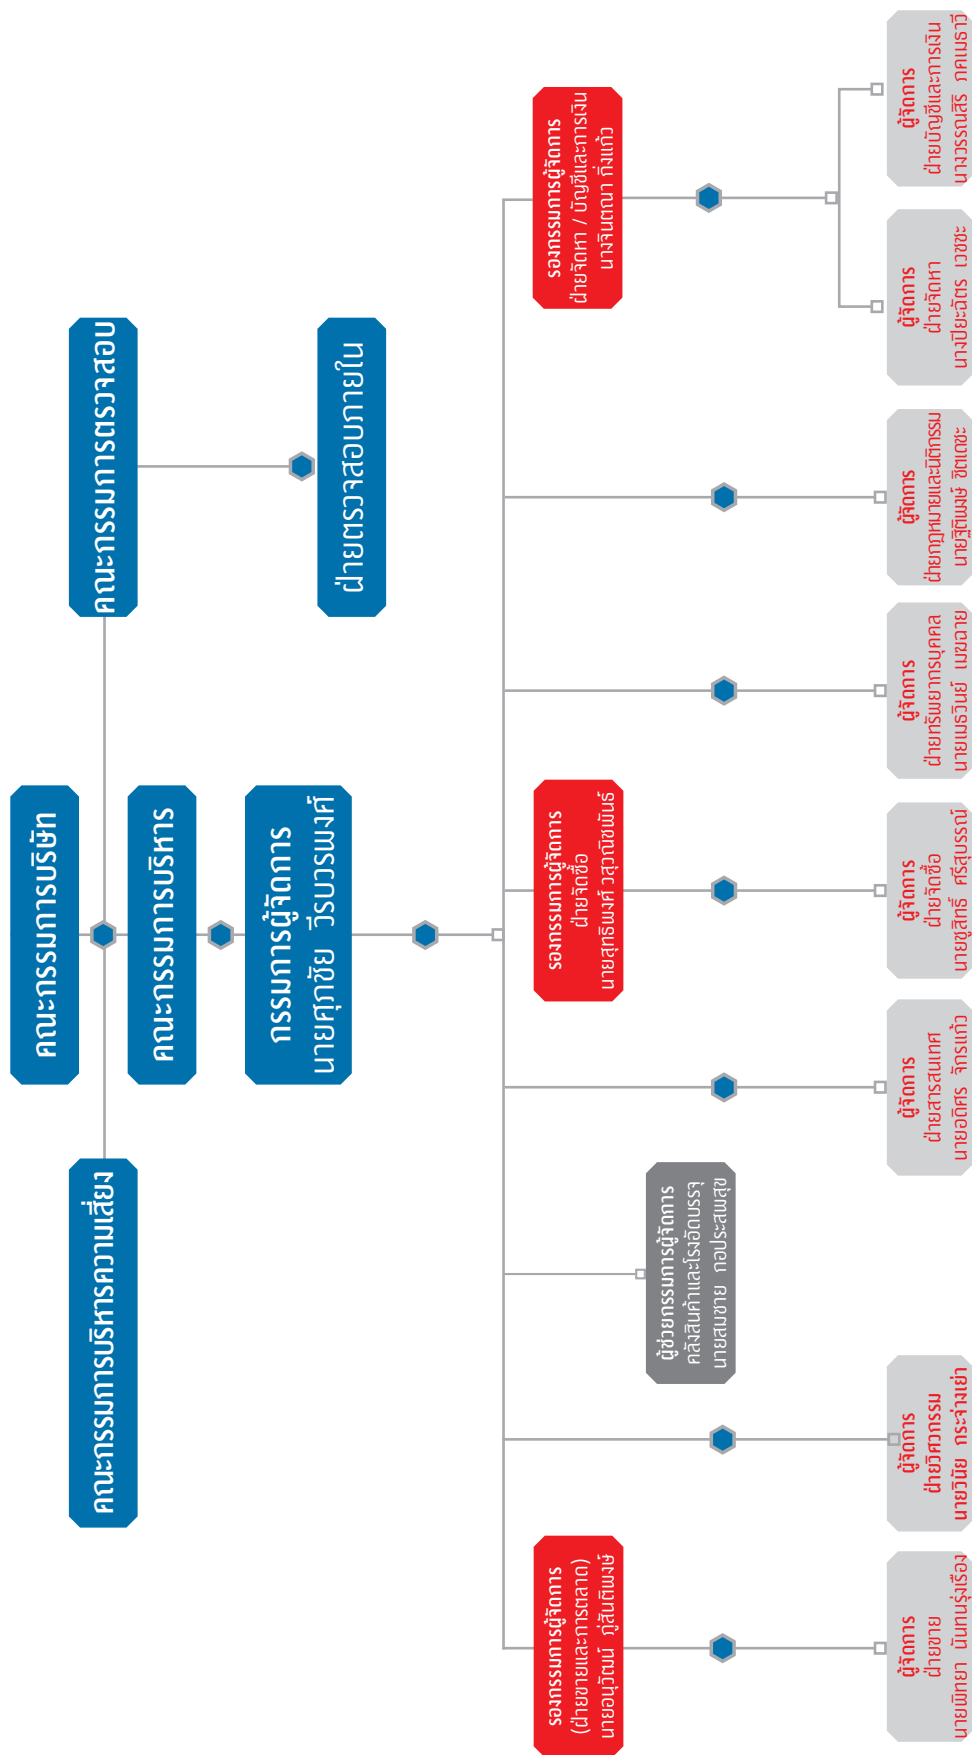 คณะกรรมการบริษัท
คณะกรรมการบริหารความเสี่ยง
คณะกรรมการตรวจสอบ
คณะกรรมการบริหาร
กรรมการผู้จัดการ
นายศุภชัย วีรบวรพงศ์
ฝ่ายตรวจสอบภายใน
รองกรรมการผู้จัดการ
(ฝ่ายขายและการตลาด)
นายอนุวัฒน์ ภู่สันติพงษ์
รองกรรมการผู้จัดการ
ฝ่ายจัดซื้อ
นายสุทธิพงศ์ วสุวณิชพันธ์
รองกรรมการผู้จัดการ
ฝ่ายจัดหา / บัญชีและการเงิน
นางจินตณา กิ่งแก้ว
ผู้ช่วยกรรมการผู้จัดการ
คลังสินค้าและโรงอัดบรรจุ
นายสมชาย กอประสพสุข
ผู้จัดการ
ฝ่ายขาย
นายพิทยา นันทนรุ่งเรือง
ผู้จัดการ
ฝ่ายวิศวกรรม
นายวินัย กระจ่างเย่า
ผู้จัดการ
ฝ่ายสารสนเทศ
นายอดิศร จักรแก้ว
ผู้จัดการ
ฝ่ายจัดซื้อ
นายชูสิทธิ์ ศรีสุบรรณ์
ผู้จัดการ
ฝ่ายทรัพยากรบุคคล
นายเมธวินย์ เมฆฉาย
ผู้จัดการ
ฝ่ายกฎหมายและนิติกรรม
นายฐิติพงษ์ จิตเตชะ
ผู้จัดการ
ฝ่ายจัดหา
นางปิยะฉัตร เวชชะ
ผู้จัดการ
ฝ่ายบัญชีและการเงิน
นางวรรณสิริ ภคเมธาวี